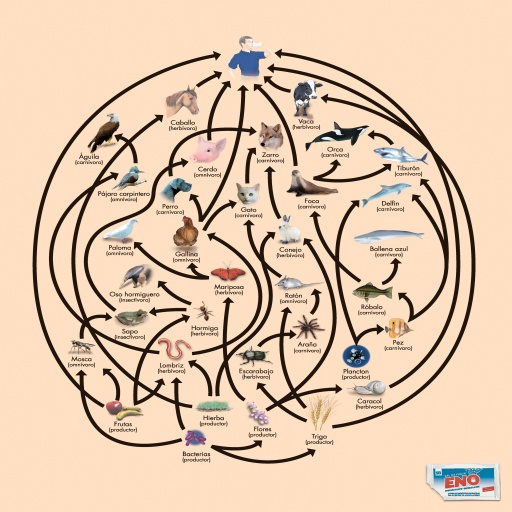 Caballo
(herbívoro)
Vaca
(herbívoro)
Águila
(carnívoro)
Cerdo
(omnívoro)
Zorro
(carnívoro)
Orca
(carnívoro)
Tiburón
(carnívoro)
Pájaro carpintero
(omnívoro)
Perro
(carnívoro)
Gato
(carnívoro)
Foca
(carnívoro)
Delfín
(carnívoro)
Paloma
(omnívoro)
Gallina
(omnívoro)
Conejo
(herbívoro)
Ballena azul
(carnívoro)
Oso hormiguero
(insectívoro)
Mariposa
(herbívoro)
Ratón
(omnívoro)
Róbalo
(carnívoro)
Sapo
(insectívoro)
Hormiga
(herbívoro)
Araña
(carnívoro)
Pez
(carnívoro)
Mosca
(omnívoro)
Lombriz
(herbívoro)
Escarabajo
(herbívoro)
Plancton
(productor)
Caracol
(herbívoro)
Frutas
(productor)
Hierba
(productor)
Flores
(productor)
Trigo
(productor)
Bacterias
(productor)
ENO